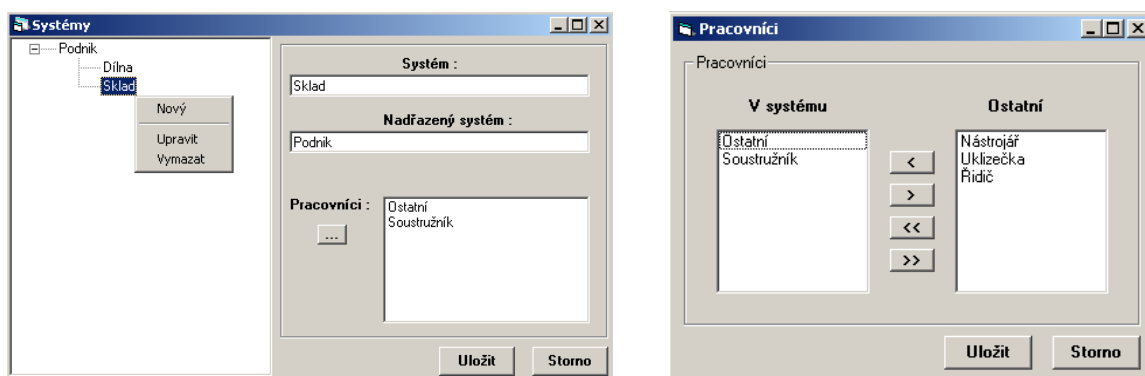 Systémy
Podnik
Dílna
Sklad
Nový
Upravit
Vymazat
Systém :
Sklad
Nadřazený systém :
Podnik
Pracovníci :
...
Ostatní
Soustružník
Uložit Storno
Pracovníci
Pracovníci
V systému Ostatní
Ostatní
Soustružník
<
>
<<
>>
Nástrojář
Uklizečka
Řidič
Uložit Storno